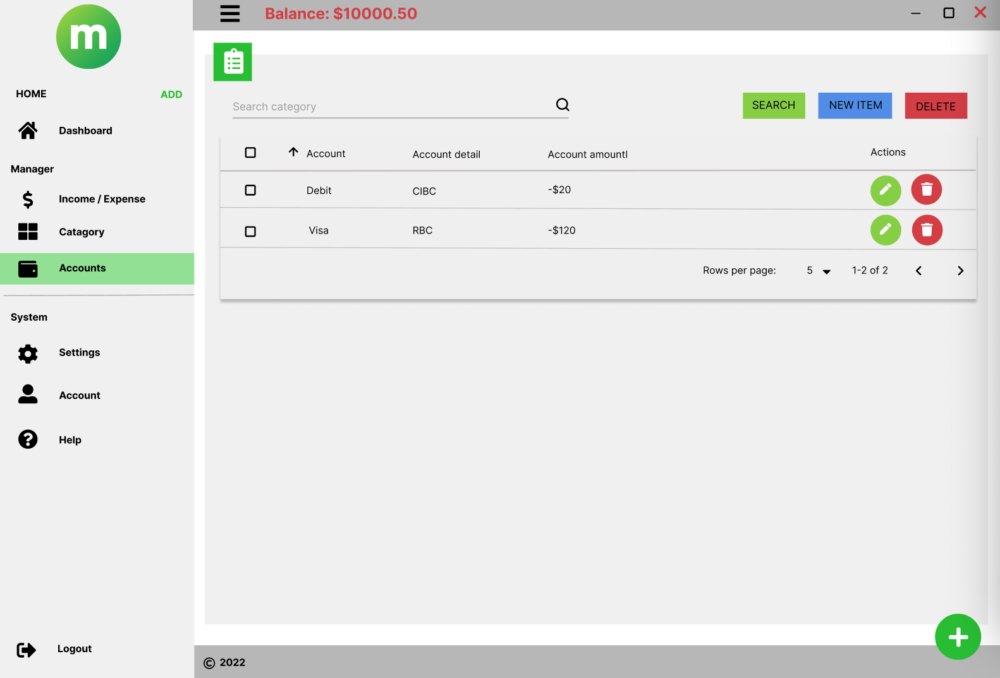 m
Balance: $10000.50
HOME
ADD
Dashboard
Manager
Income / Expense
Catagory
Accounts
System
Settings
Account
Help
Logout
Search category
SEARCH
NEW ITEM
DELETE
Account
Account detail
Account amountl
Actions
Debit
CIBC
-$20
Visa
RBC
-$120
Rows per page:
5
1-2 of 2
© 2022